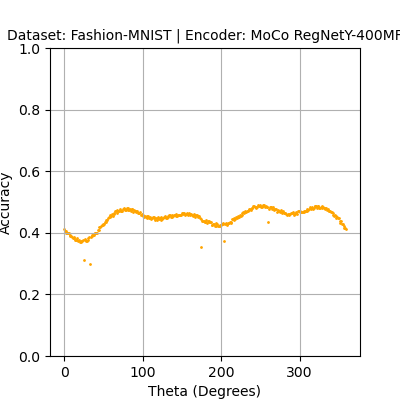 Dataset: Fashion-MNIST | Encoder: MoCo RegNetY-400MF
1.0
0.8
0.6
0.4
0.2
0.0
Accuracy
0 100 200 300
Theta (Degrees)